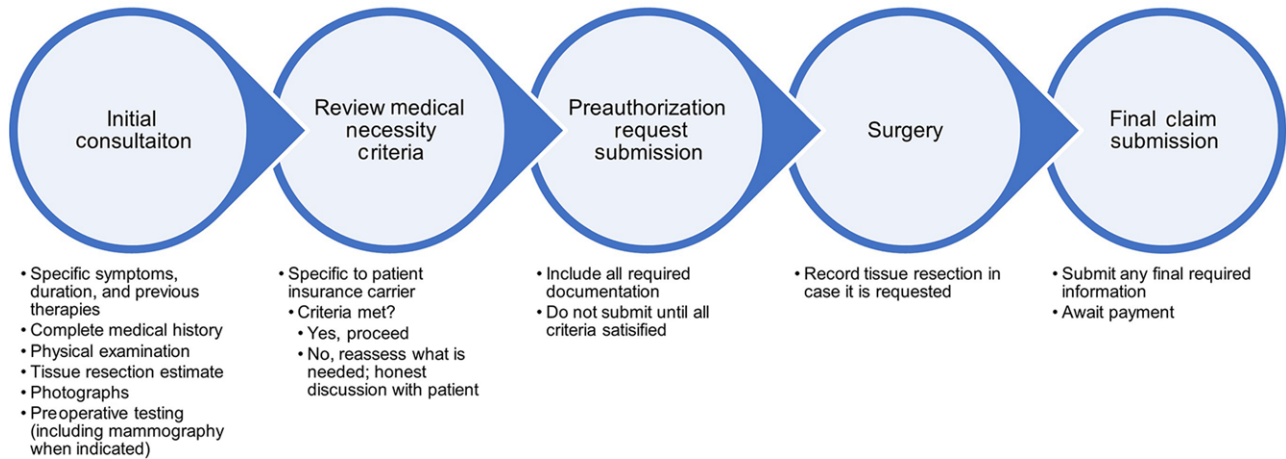 Initial
consultaiton
Review medical
necessity
criteria
Preauthorization
request
submission
Surgery
Final claim
submission
• Specific symptoms,
duration, and previous
therapies
• Complete medical history
• Physical examination
• Tissue resection estimate
• Photographs
• Preoperative testing
(including mammography
when indicated)
• Specific to patient
insurance carrier
• Criteria met?
• Yes, proceed
• No, reassess what is
needed; honest
discussion with patient
• Include all required
documentation
• Do not submit until all
criteria satisified
• Record tissue resection in
case it is requested
• Submit any final required
information
• Await payment